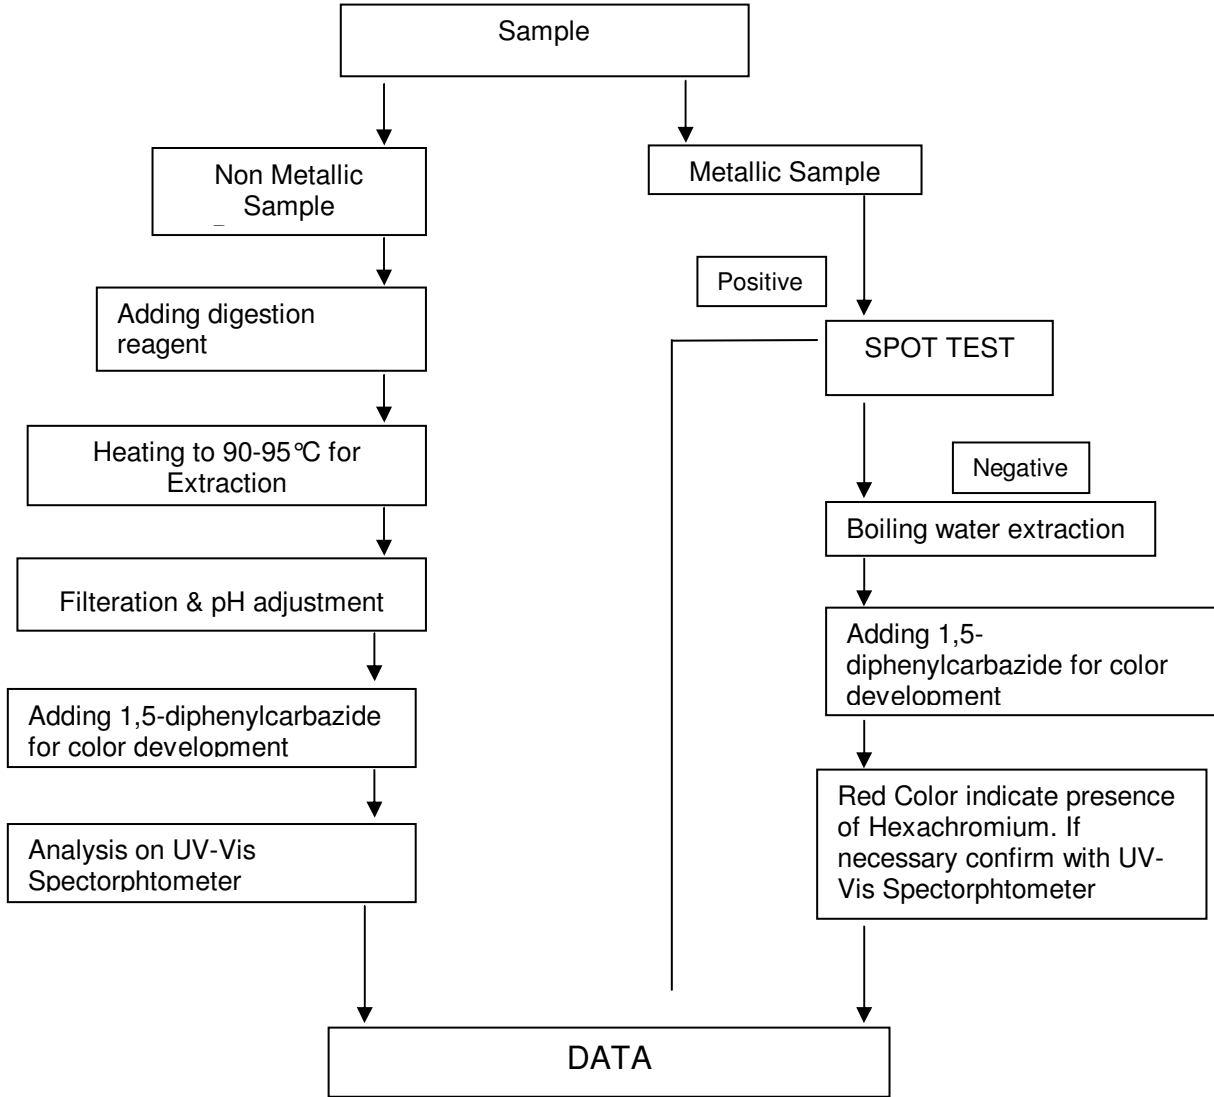 Sample
Non Metallic
Sample
Metallic Sample
Positive
Adding digestion
reagent
SPOT TEST
Heating to 90-95°C for
Extraction
Negative
Boiling water extraction
Filteration & pH adjustment
Adding 1,5-
diphenylcarbazide for color
development
Adding 1,5-diphenylcarbazide
for color development
Red Color indicate presence
of Hexachromium. If
necessary confirm with UV-
Vis Spectorphtometer
Analysis on UV-Vis
Spectorphtometer
DATA